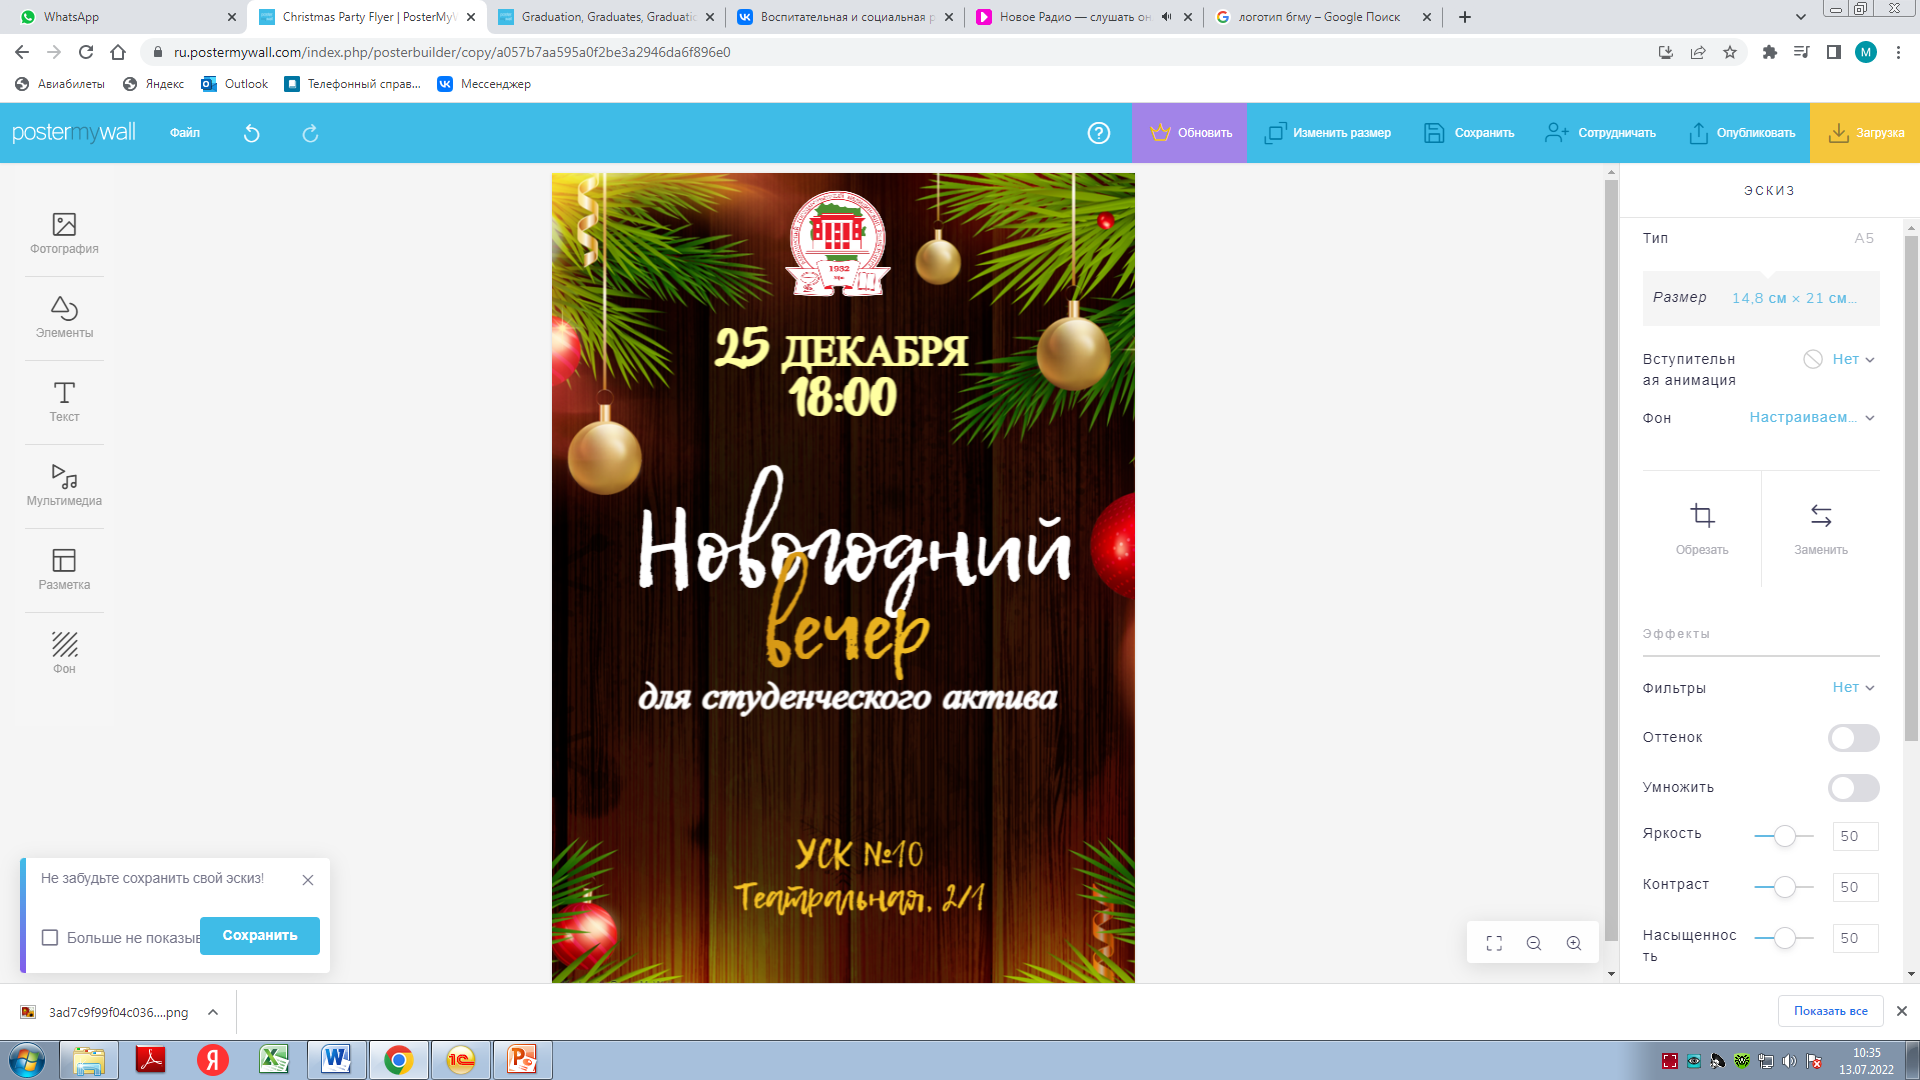 WhatsApp
Christmas Party Flyer | PosterMyW
Graduation, Graduates, Graduatic
Воспитательная и социальная р
Новое Радио — слушать он
логотип бгму – Google Поиск
ru.postermywall.com/index.php/posterbuilder/copy/a057b7aa595a0f2be3a2946da6f896e0
M
Авиабилеты
Яндекс
Outlook
Телефонный справ...
Мессенджер
postermywall
Файл
Обновить
Изменить размер
Сохранить
Сотрудничать
Опубликовать
Загрузка
Фотография
Элементы
Текст
Мультимедиа
Разметка
Фон
1932
25 ДЕКАБРЯ
18:00
Новогодний
вечер
для студенческого актива
УСК №10
Театральная, 2/1
ЭСКИЗ
Тип
A5
Размер
14,8 см × 21 см...
Вступительн
ая анимация
Нет
Фон
Настраиваем...
Обрезать
Заменить
Эффекты
Фильтры
Нет
Оттенок
Умножить
Яркость
50
Контраст
50
Насыщеннос
ть
50
Не забудьте сохранить свой эскиз!
Больше не показыв
Сохранить
3ad7c9f99f04c036....png
Показать все
10:35
13.07.2022